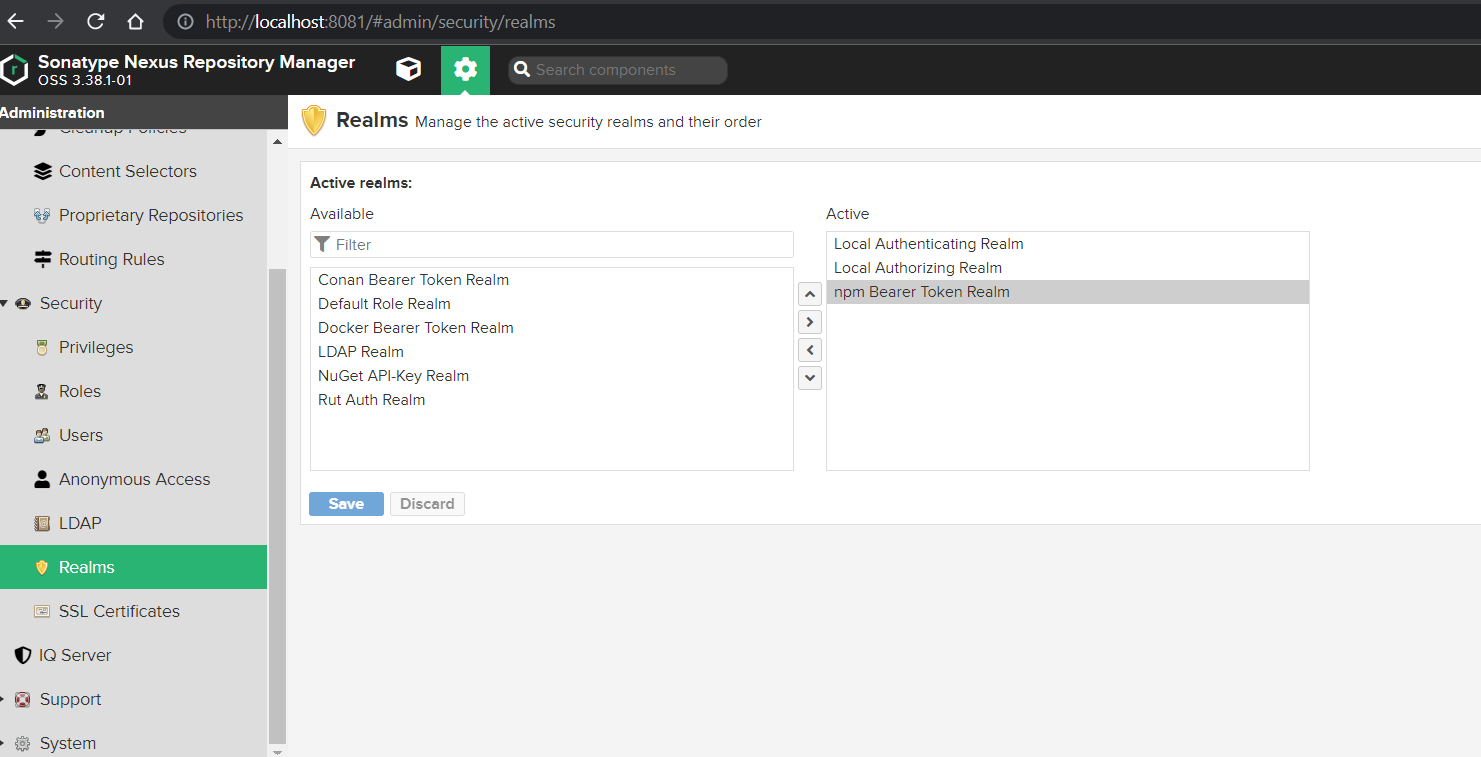 http://localhost:8081/#admin/security/realms
Sonatype Nexus Repository Manager
OSS 3.38.1-01
Search components
Administration
Cleanup Policies
Content Selectors
Proprietary Repositories
Routing Rules
Security
Privileges
Roles
Users
Anonymous Access
LDAP
Realms
SSL Certificates
IQ Server
Support
System
Realms Manage the active security realms and their order
Active realms:
Available
Filter
Conan Bearer Token Realm
Default Role Realm
Docker Bearer Token Realm
LDAP Realm
NuGet API-Key Realm
Rut Auth Realm
Active
Local Authenticating Realm
Local Authorizing Realm
npm Bearer Token Realm
Save Discard